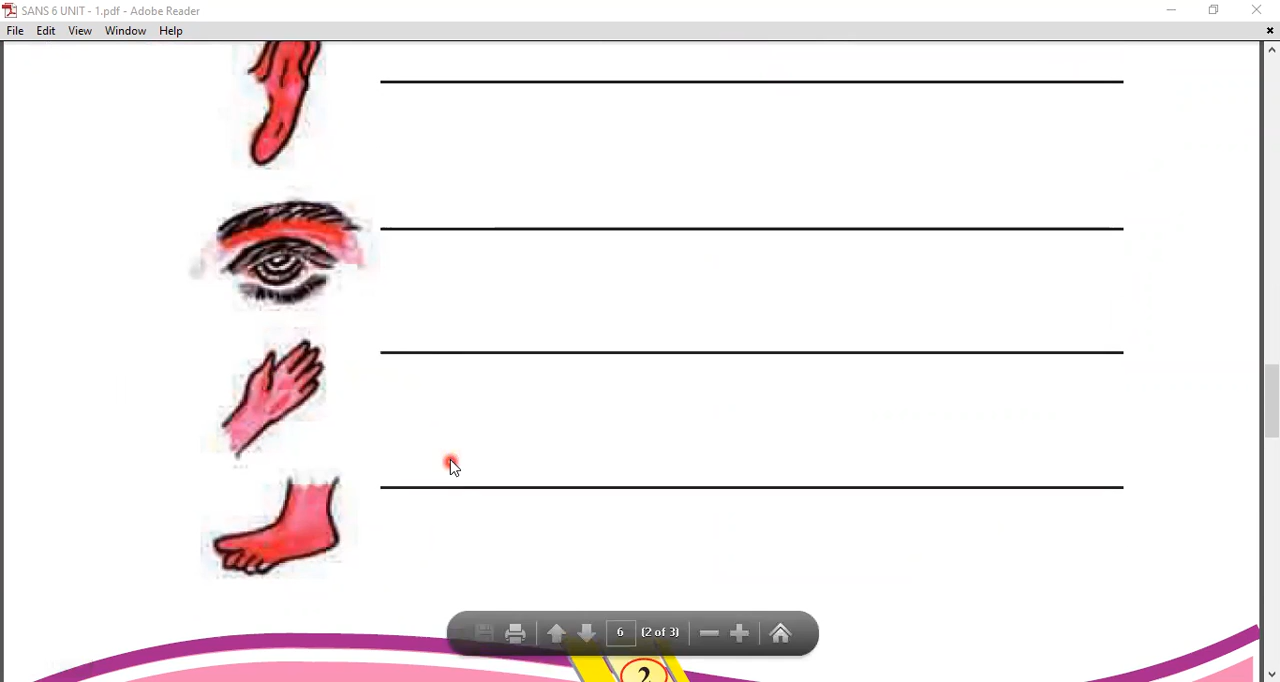 SANS 6 UNIT - 1.pdf - Adobe Reader
File Edit View Window Help
6 (2 of 3)
2